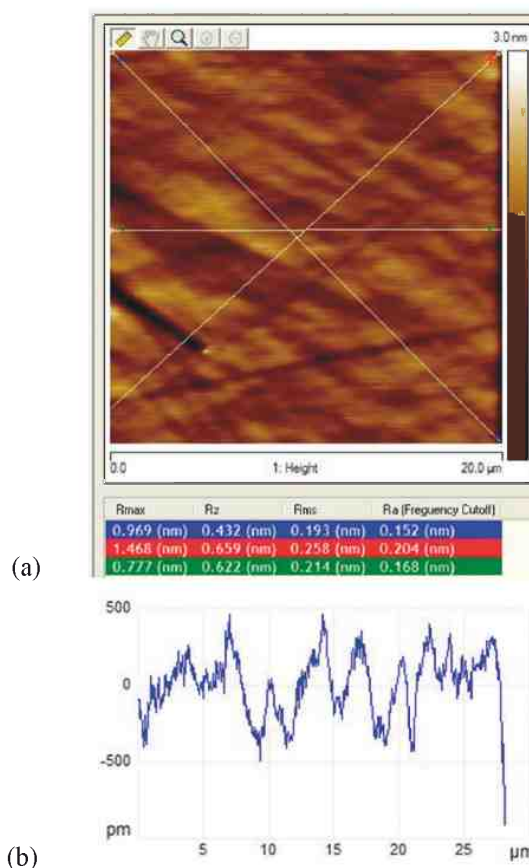 3.0 nm
0.0 1: Height 20.0 µm
Rmax Rz Rms Ra (Freguency Cutoff)
0.969 (nm) 0.432 (nm) 0.193 (nm) 0.152 (nm)
1.468 (nm) 0.659 (nm) 0.258 (nm) 0.204 (nm)
0.777 (nm) 0.622 (nm) 0.214 (nm) 0.168 (nm)
(a)
500
0
-500
pm
5 10 15 20 25 µm
(b)